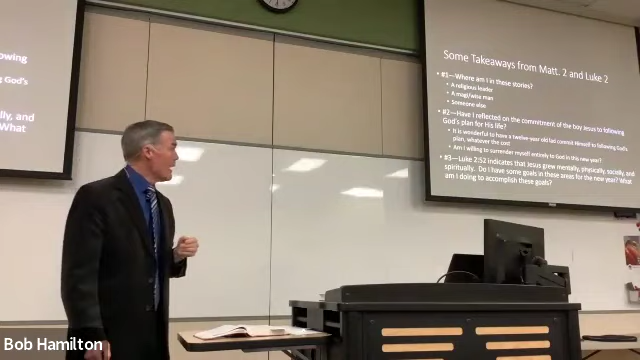 owing
g God's
lly, and
What
Some Takeaways from Matt. 2 and Luke 2
• #1—Where am I in these stories?
• A religious leader
• A magi/wise man
• Someone else
• #2—Have I reflected on the commitment of the boy Jesus to following
God's plan for His life?
• It is wonderful to have a twelve-year old lad commit Himself to following God's
plan, whatever the cost
• Am I willing to surrender myself entirely to God in this new year?
• #3—Luke 2:52 indicates that Jesus grew mentally, physically, socially, and
spiritually. Do I have some goals in these areas for the new year? What
am I doing to accomplish these goals?
Bob Hamilton